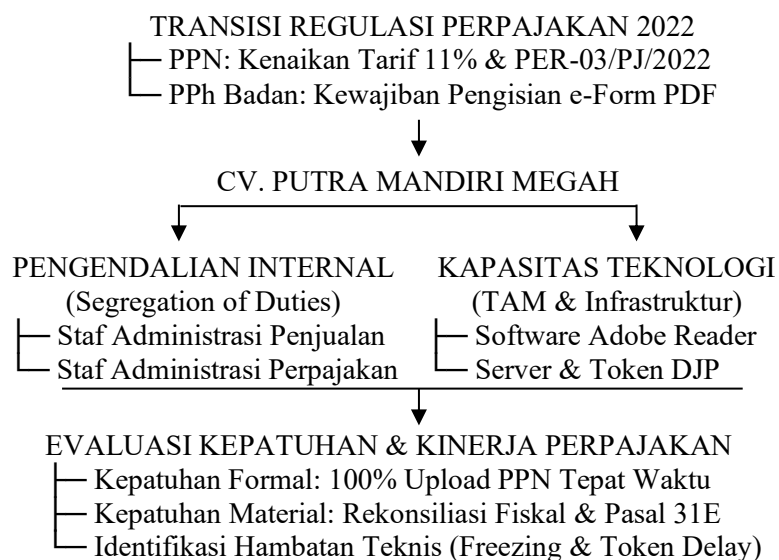 TRANSISI REGULASI PERPAJAKAN 2022
PPN: Kenaikan Tarif 11% & PER-03/PJ/2022
PPh Badan: Kewajiban Pengisian e-Form PDF
CV. PUTRA MANDIRI MEGAH
PENGENDALIAN INTERNAL
(Segregation of Duties)
Staf Administrasi Penjualan
Staf Administrasi Perpajakan
KAPASITAS TEKNOLOGI
(TAM & Infrastruktur)
Software Adobe Reader
Server & Token DJP
EVALUASI KEPATUHAN & KINERJA PERPAJAKAN
Kepatuhan Formal: 100% Upload PPN Tepat Waktu
Kepatuhan Material: Rekonsiliasi Fiskal & Pasal 31E
Identifikasi Hambatan Teknis (Freezing & Token Delay)